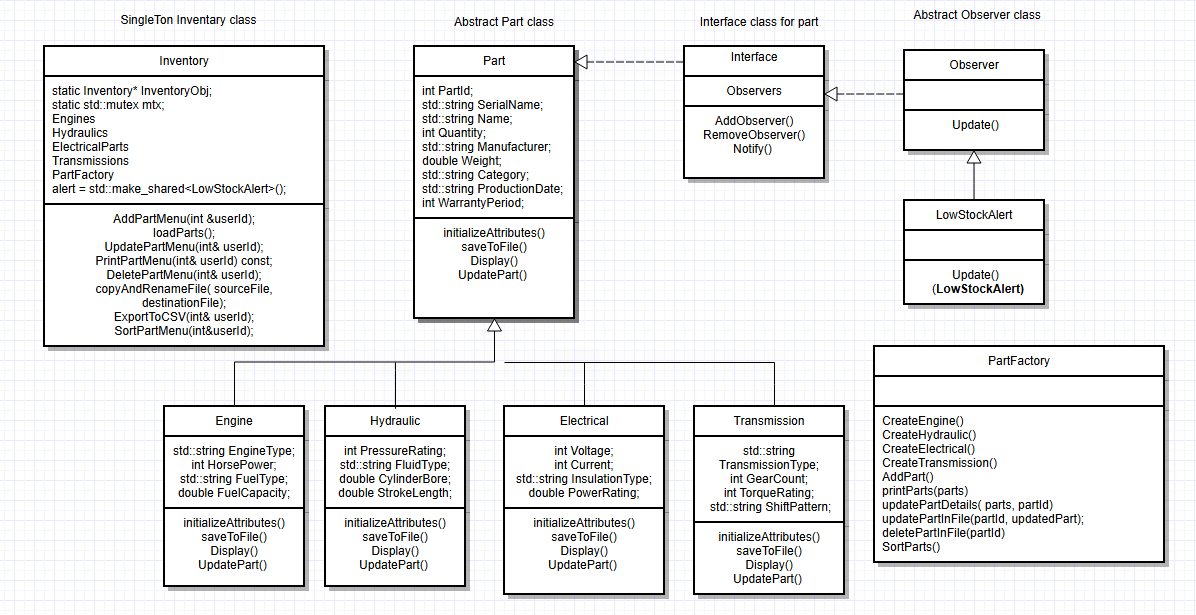 SingleTon Inventary class
Abstract Part class
Interface class for part
Abstract Observer class
Inventory
static Inventory* InventoryObj;
static std::mutex mtx;
Engines
Hydraulics
ElectricalParts
Transmissions
PartFactory
alert = std::make_shared<LowStockAlert>();
AddPartMenu(int &userId);
loadParts();
UpdatePartMenu(int& userId);
PrintPartMenu(int& userId) const;
DeletePartMenu(int& userId);
copyAndRenameFile( sourceFile,
destinationFile);
ExportToCSV(int& userId);
SortPartMenu(int&userId);
Part
int PartId;
std::string SerialName;
std::string Name;
int Quantity;
std::string Manufacturer;
double Weight;
std::string Category;
std::string ProductionDate;
int WarrantyPeriod;
initializeAttributes()
saveToFile()
Display()
UpdatePart()
Interface
Observers
AddObserver()
RemoveObserver()
Notify()
Observer
Update()
LowStockAlert
Update()
(LowStockAlert)
Engine
std::string EngineType;
int HorsePower;
std::string FuelType;
double FuelCapacity;
initializeAttributes()
saveToFile()
Display()
UpdatePart()
Hydraulic
int PressureRating;
std::string FluidType;
double CylinderBore;
double StrokeLength;
initializeAttributes()
saveToFile()
Display()
UpdatePart()
Electrical
int Voltage;
int Current;
std::string InsulationType;
double PowerRating;
initializeAttributes()
saveToFile()
Display()
UpdatePart()
Transmission
std::string
TransmissionType;
int GearCount;
int TorqueRating;
std::string ShiftPattern;
initializeAttributes()
saveToFile()
Display()
UpdatePart()
PartFactory
CreateEngine()
CreateHydraulic()
CreateElectrical()
CreateTransmission()
AddPart()
printParts(parts)
updatePartDetails( parts, partId)
updatePartInFile(partId, updatedPart);
deletePartInFile(partId)
SortParts()